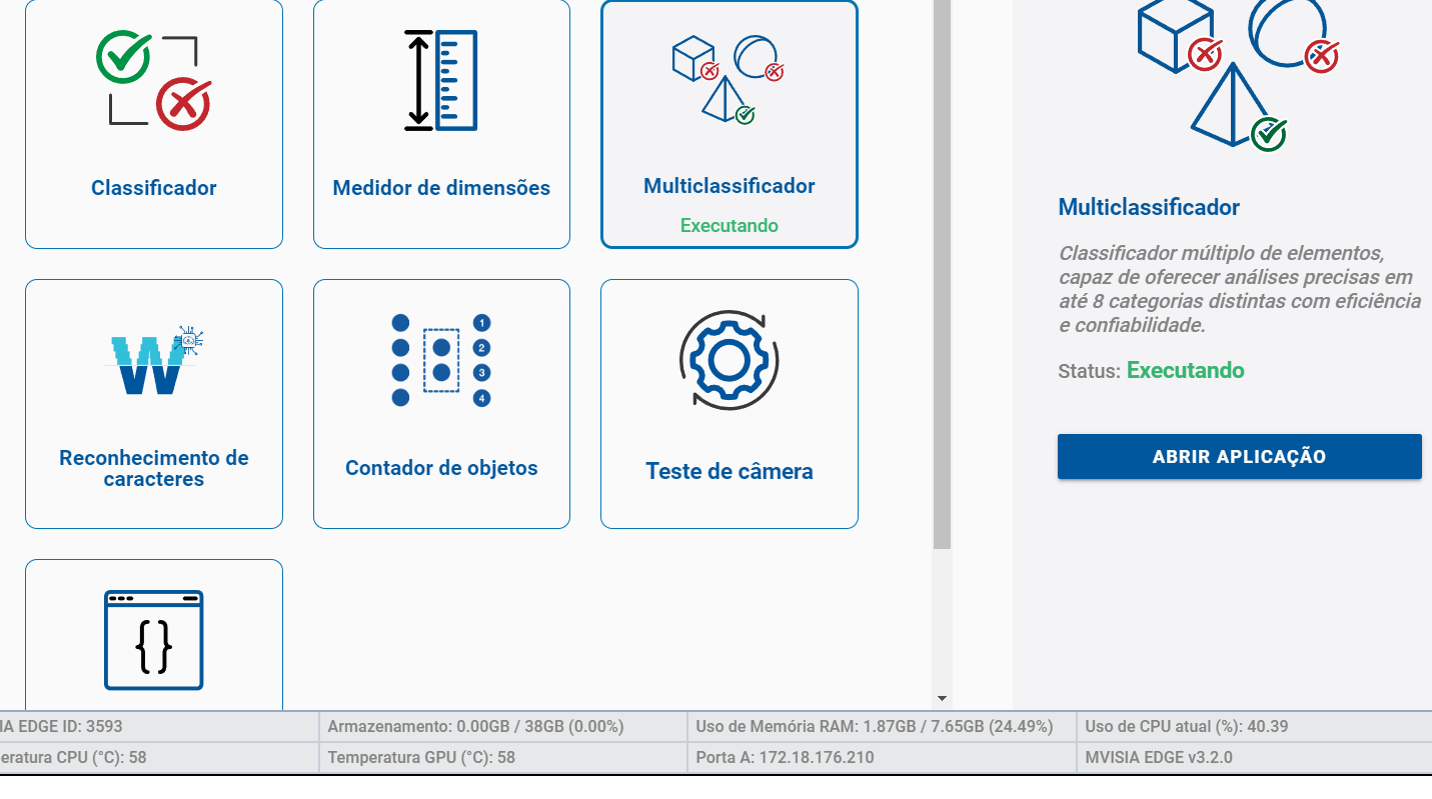 Classificador
Medidor de dimensões
Multiclassificador
Executando
Reconhecimento de
caracteres
W
Contador de objetos
1
2
3
4
Teste de câmera
{}
Multiclassificador
Classificador múltiplo de elementos,
capaz de oferecer análises precisas em
até 8 categorias distintas com eficiência
e confiabilidade.
Status: Executando
ABRIR APLICAÇÃO
IA EDGE ID: 3593
Armazenamento: 0.00GB / 38GB (0.00%)
Uso de Memória RAM: 1.87GB / 7.65GB (24.49%)
Uso de CPU atual (%): 40.39
eratura CPU (°C): 58
Temperatura GPU (°C): 58
Porta A: 172.18.176.210
MVISIA EDGE v3.2.0